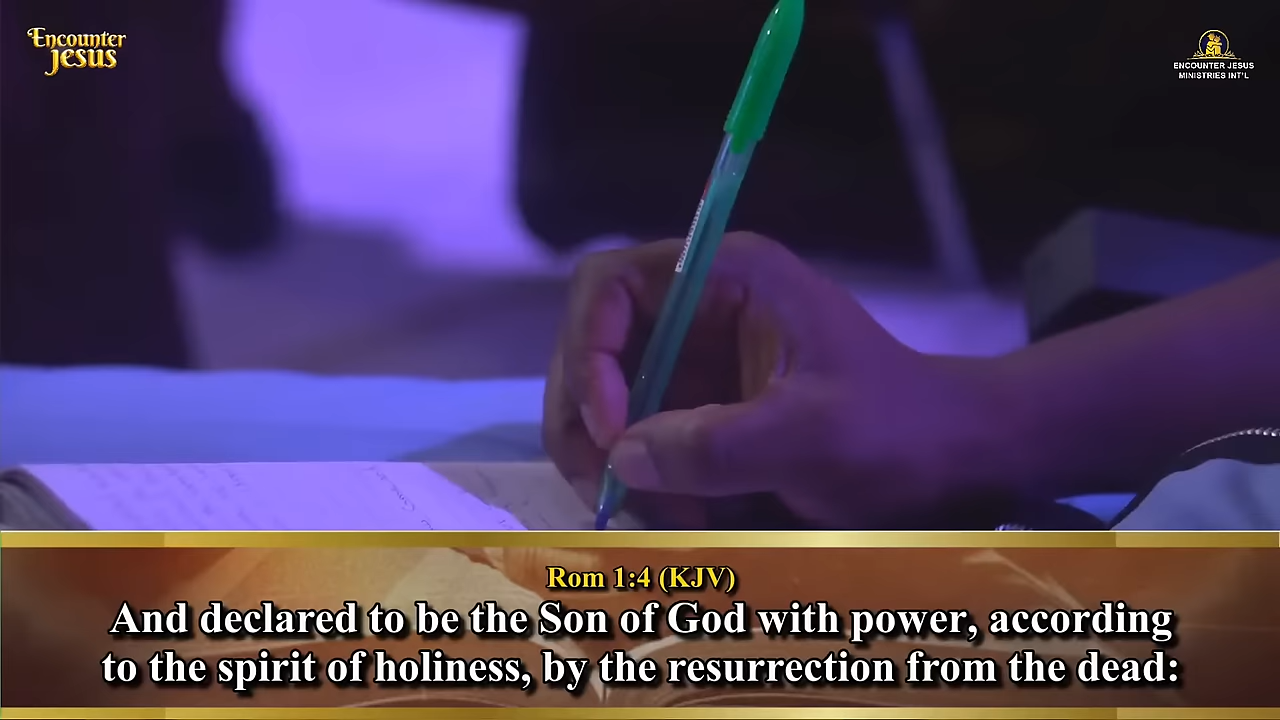 Encounter
Jesus
ENCOUNTER JESUS
MINISTRIES INT'L
Rom 1:4 (KJV)
And declared to be the Son of God with power, according
to the spirit of holiness, by the resurrection from the dead: